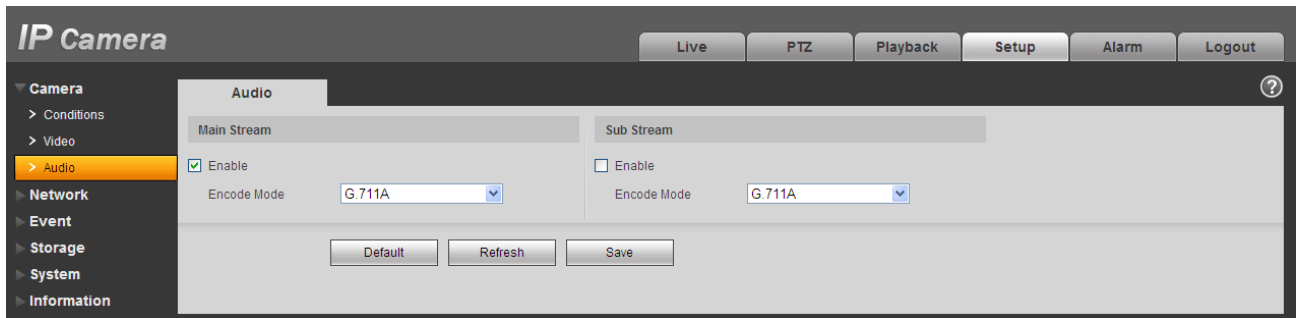 IP Camera
Live PTZ Playback Setup Alarm Logout
Camera
> Conditions
> Video
> Audio
Network
Event
Storage
System
Information
Audio
?
Main Stream
Enable
Encode Mode G.711A
Sub Stream
Enable
Encode Mode G.711A
Default Refresh Save